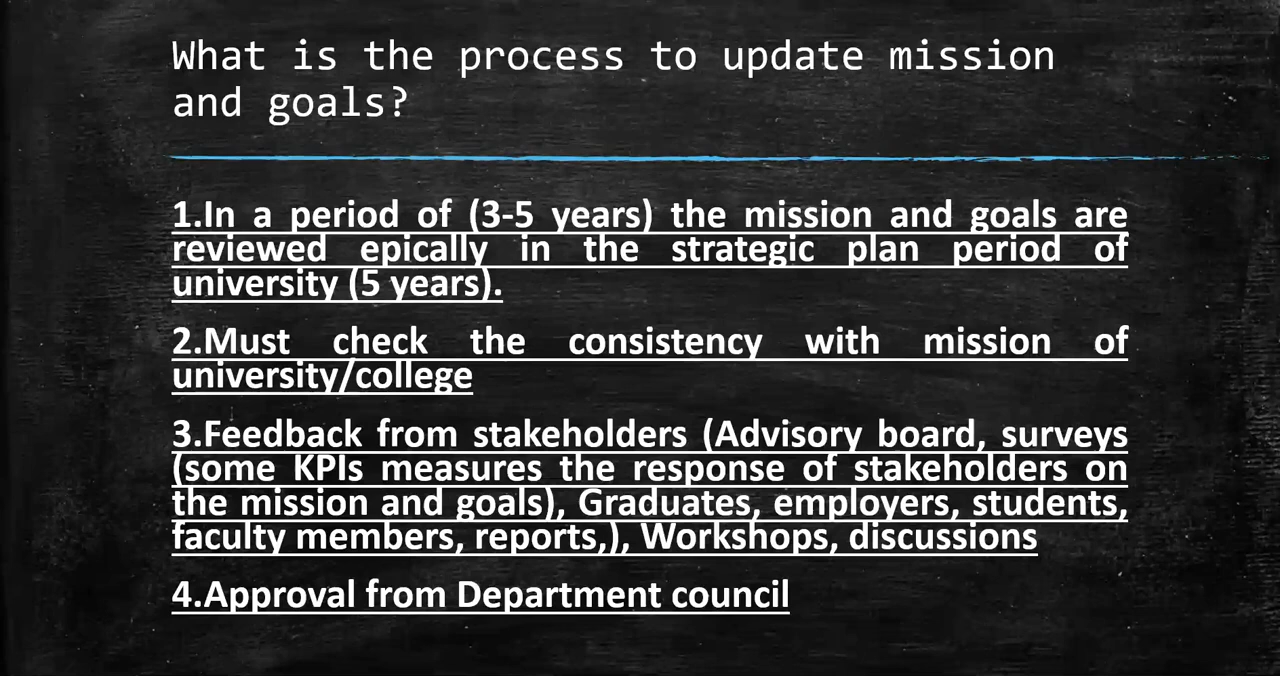 What is the process to update mission
and goals?
1.In a period of (3-5 years) the mission and goals are
reviewed epically in the strategic plan period of
university (5 years).
2.Must check the consistency with mission of
university/college
3.Feedback from stakeholders (Advisory board, surveys
(some KPIs measures the response of stakeholders on
the mission and goals), Graduates, employers, students,
faculty members, reports,), Workshops, discussions
4.Approval from Department council